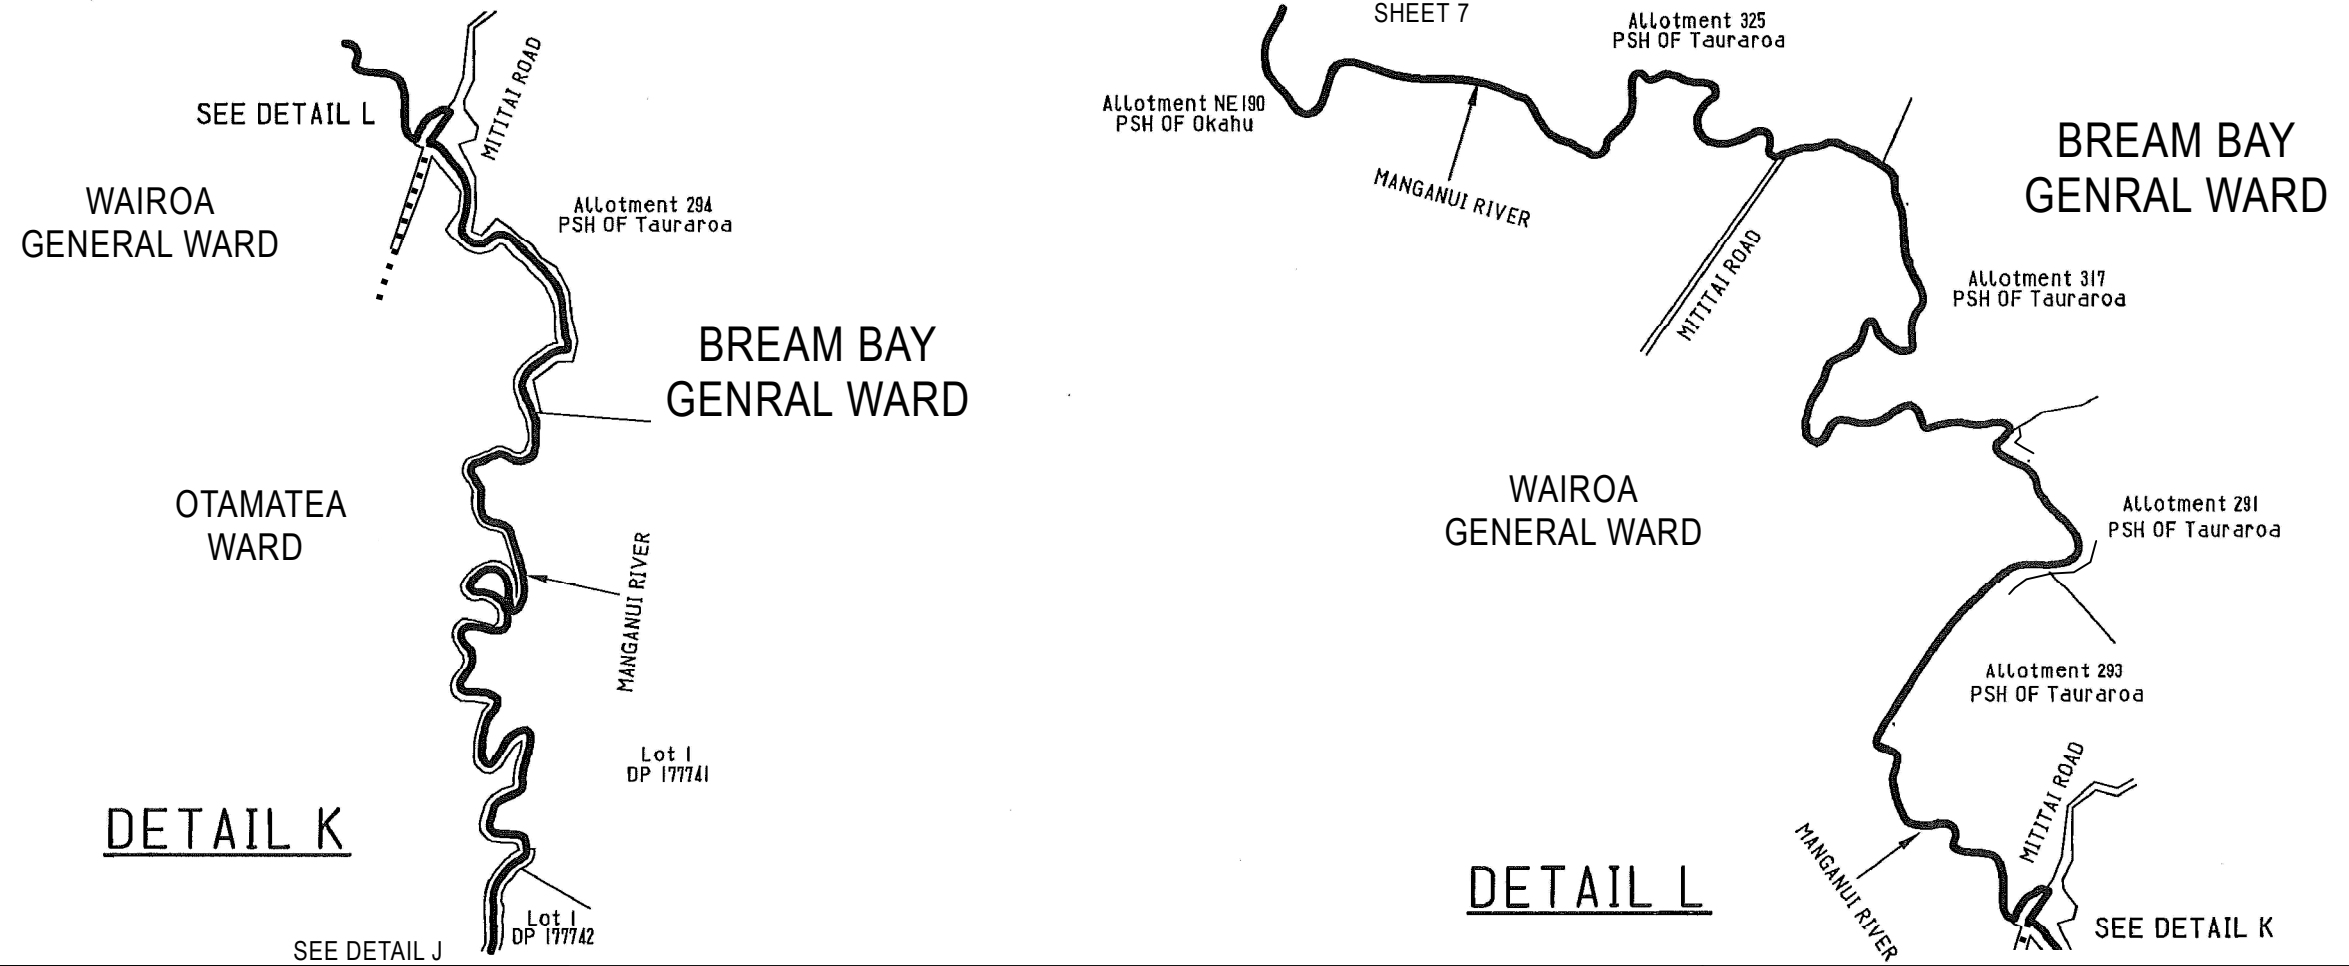 SEE DETAIL L
MITITAI ROAD
WAIROA
GENERAL WARD
Allotment 294
PSH OF Tauraroa
BREAM BAY
GENRAL WARD
OTAMATEA
WARD
MANGANUI RIVER
Lot 1
DP 177741
DETAIL K
Lot 1
DP 177742
SEE DETAIL J
SHEET 7
Allotment 325
PSH OF Tauraroa
Allotment NE190
PSH OF Okahu
MANGANUI RIVER
BREAM BAY
GENRAL WARD
MITITAI ROAD
Allotment 317
PSH OF Tauraroa
WAIROA
GENERAL WARD
Allotment 291
PSH OF Tauraroa
Allotment 293
PSH OF Tauraroa
MITITAI ROAD
MANGANUI RIVER
DETAIL L
SEE DETAIL K